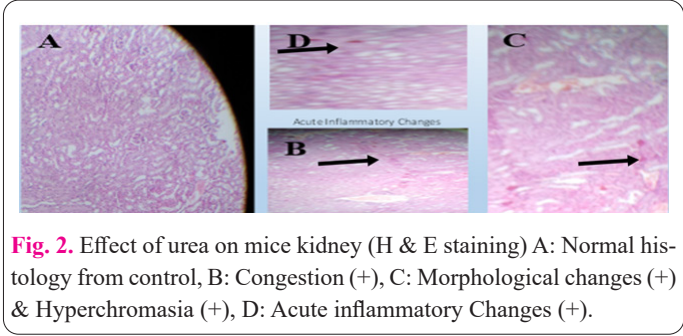 A
D
C
Acute Inflammatory Changes
B
Fig. 2. Effect of urea on mice kidney (H & E staining) A: Normal his-
tology from control, B: Congestion (+), C: Morphological changes (+)
& Hyperchromasia (+), D: Acute inflammatory Changes (+).